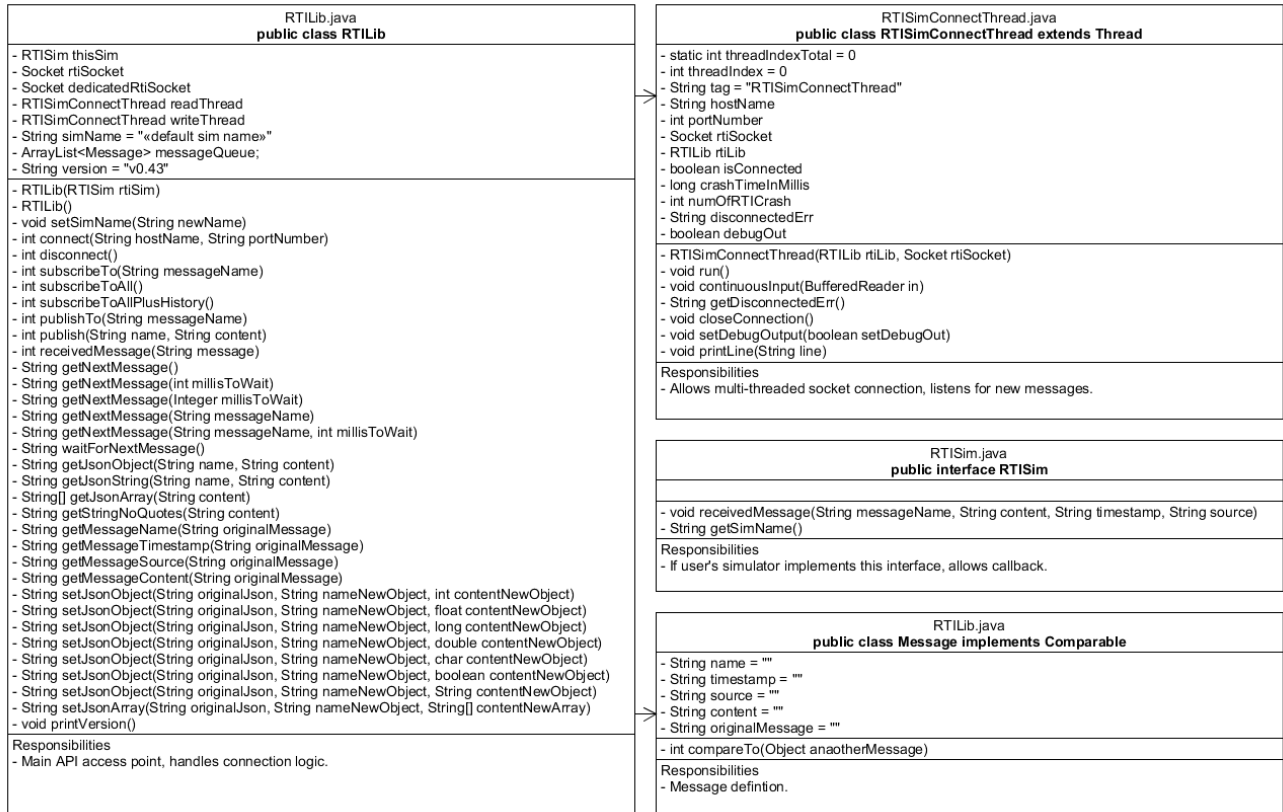 RTILib.java
public class RTILib
- RTISim thisSim
- Socket rtiSocket
- Socket dedicatedRtiSocket
- RTISimConnectThread readThread
- RTISimConnectThread writeThread
- String simName = "«default sim name»"
- ArrayList<Message> messageQueue;
- String version = "v0.43"
- RTILib(RTISim rtiSim)
- RTILib()
- void setSimName(String newName)
- int connect(String hostName, String portNumber)
- int disconnect()
- int subscribeTo(String messageName)
- int subscribeToAll()
- int subscribeToAllPlusHistory()
- int publishTo(String messageName)
- int publish(String name, String content)
- int receivedMessage(String message)
- String getNextMessage()
- String getNextMessage(int millisToWait)
- String getNextMessage(Integer millisToWait)
- String getNextMessage(String messageName)
- String getNextMessage(String messageName, int millisToWait)
- String waitForNextMessage()
- String getJsonObject(String name, String content)
- String getJsonString(String name, String content)
- String[] getJsonArray(String content)
- String getStringNoQuotes(String content)
- String getMessageName(String originalMessage)
- String getMessageTimestamp(String originalMessage)
- String getMessageSource(String originalMessage)
- String getMessageContent(String originalMessage)
- String setJsonObject(String originalJson, String nameNewObject, int contentNewObject)
- String setJsonObject(String originalJson, String nameNewObject, float contentNewObject)
- String setJsonObject(String originalJson, String nameNewObject, long contentNewObject)
- String setJsonObject(String originalJson, String nameNewObject, double contentNewObject)
- String setJsonObject(String originalJson, String nameNewObject, char contentNewObject)
- String setJsonObject(String originalJson, String nameNewObject, boolean contentNewObject)
- String setJsonObject(String originalJson, String nameNewObject, String contentNewObject)
- String setJsonArray(String originalJson, String nameNewObject, String[] contentNewArray)
- void printVersion()
Responsibilities
- Main API access point, handles connection logic.
RTISimConnectThread.java
public class RTISimConnectThread extends Thread
- static int threadIndexTotal = 0
- int threadIndex = 0
- String tag = "RTISimConnectThread"
- String hostName
- int portNumber
- Socket rtiSocket
- RTILib rtiLib
- boolean isConnected
- long crashTimeInMillis
- int numOfRTICrash
- String disconnectedErr
- boolean debugOut
- RTISimConnectThread(RTILib rtiLib, Socket rtiSocket)
- void run()
- void continuousInput(BufferedReader in)
- String getDisconnectedErr()
- void closeConnection()
- void setDebugOutput(boolean setDebugOut)
- void printLine(String line)
Responsibilities
- Allows multi-threaded socket connection, listens for new messages.
RTISim.java
public interface RTISim
- void receivedMessage(String messageName, String content, String timestamp, String source)
- String getSimName()
Responsibilities
- If user's simulator implements this interface, allows callback.
RTILib.java
public class Message implements Comparable
- String name = ""
- String timestamp = ""
- String source = ""
- String content = ""
- String originalMessage = ""
- int compareTo(Object anaotherMessage)
Responsibilities
- Message defintion.